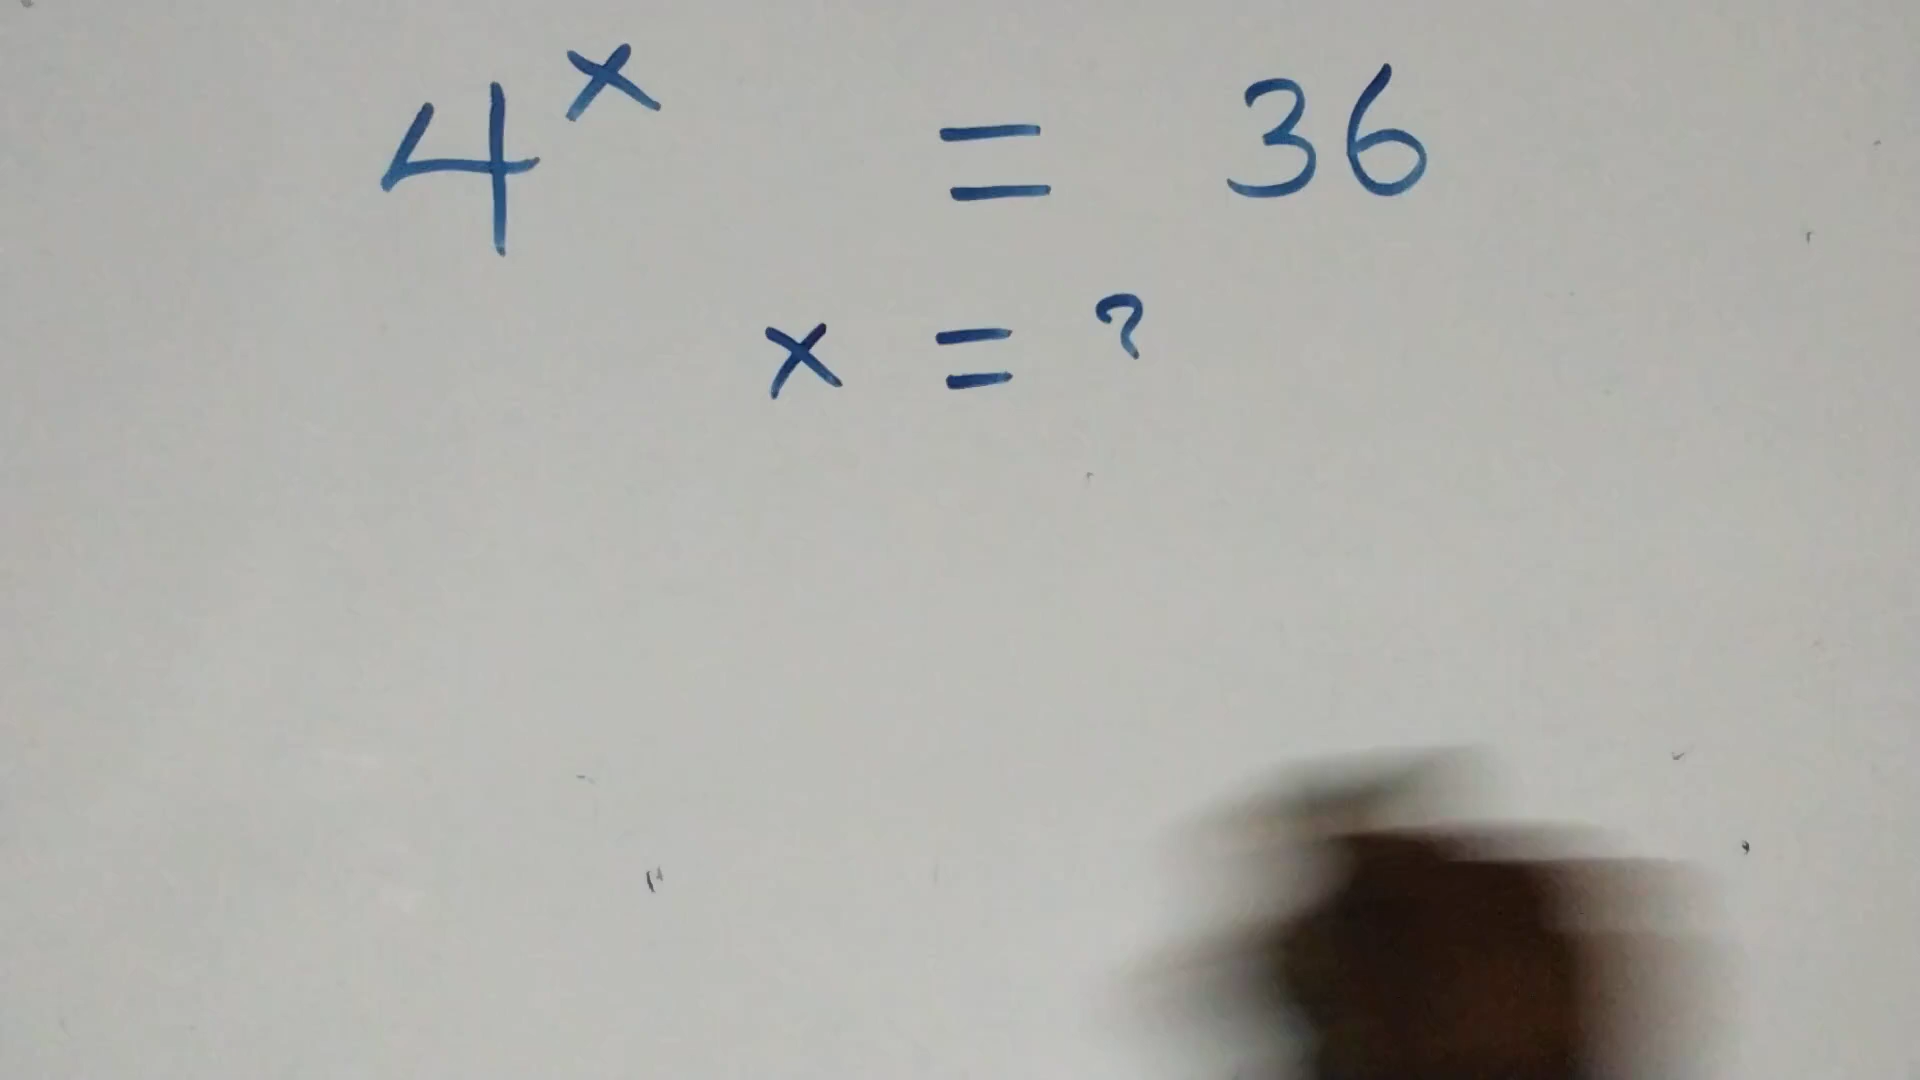 4^x = 36
x = ?